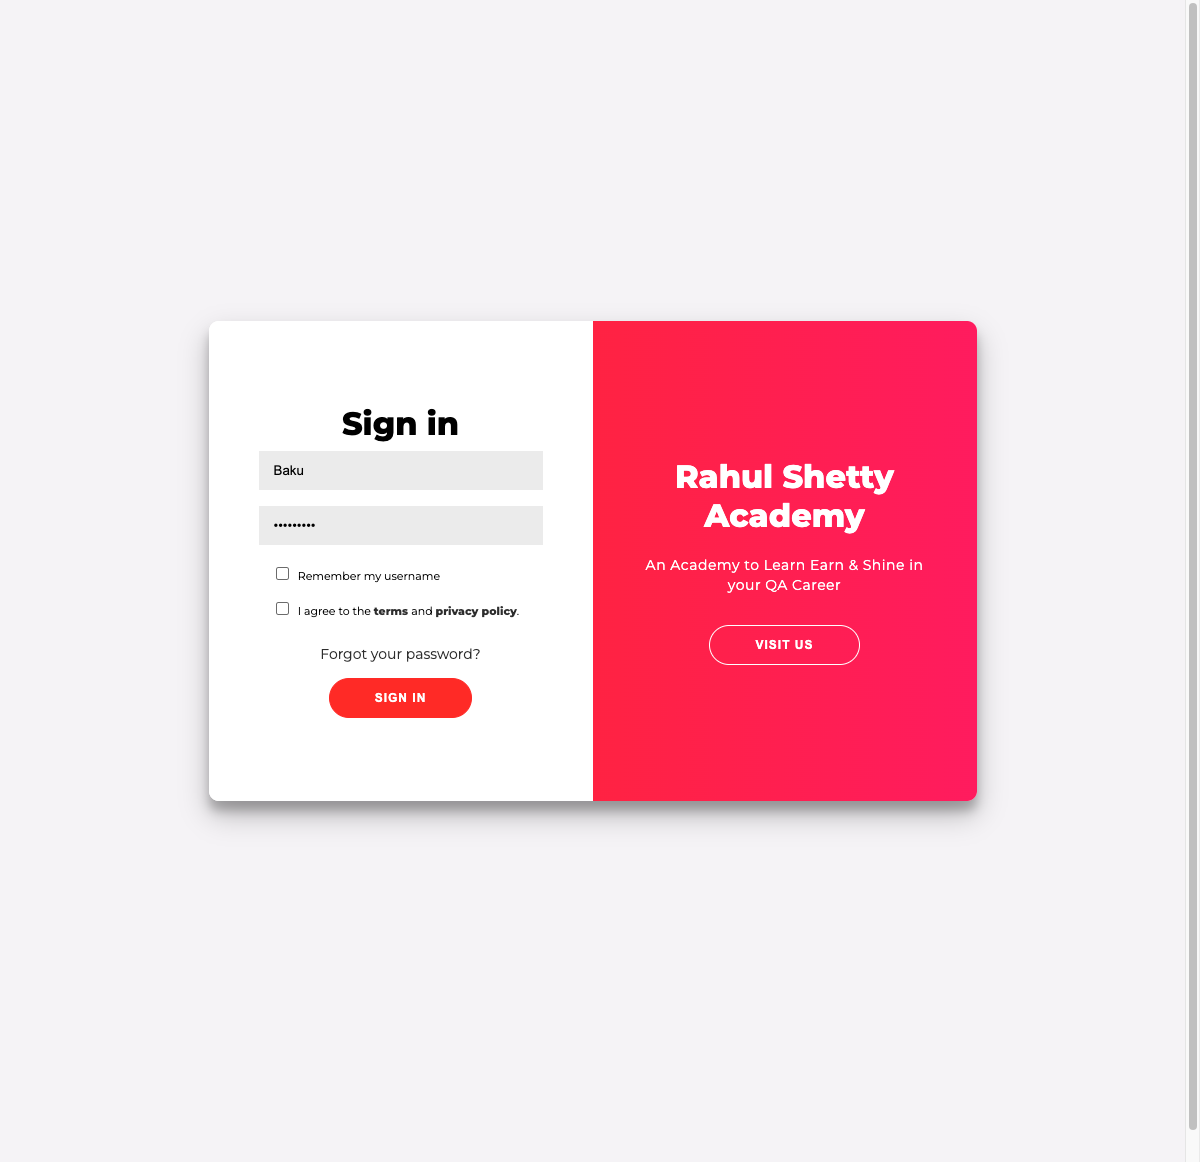 Sign in
Baku
•••••••••
Remember my username
I agree to the terms and privacy policy.
Forgot your password?
SIGN IN
Rahul Shetty
Academy
An Academy to Learn Earn & Shine in
your QA Career
VISIT US